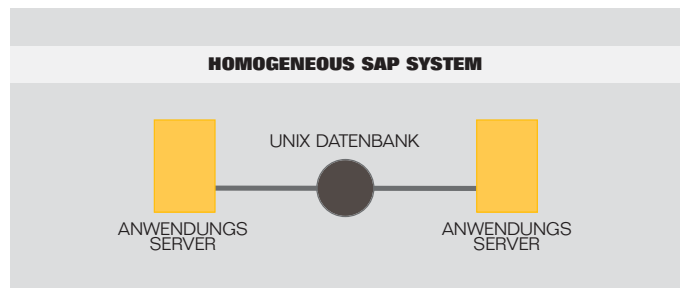 HOMOGENEOUS SAP SYSTEM
UNIX DATENBANK
ANWENDUNGS
SERVER
ANWENDUNGS
SERVER